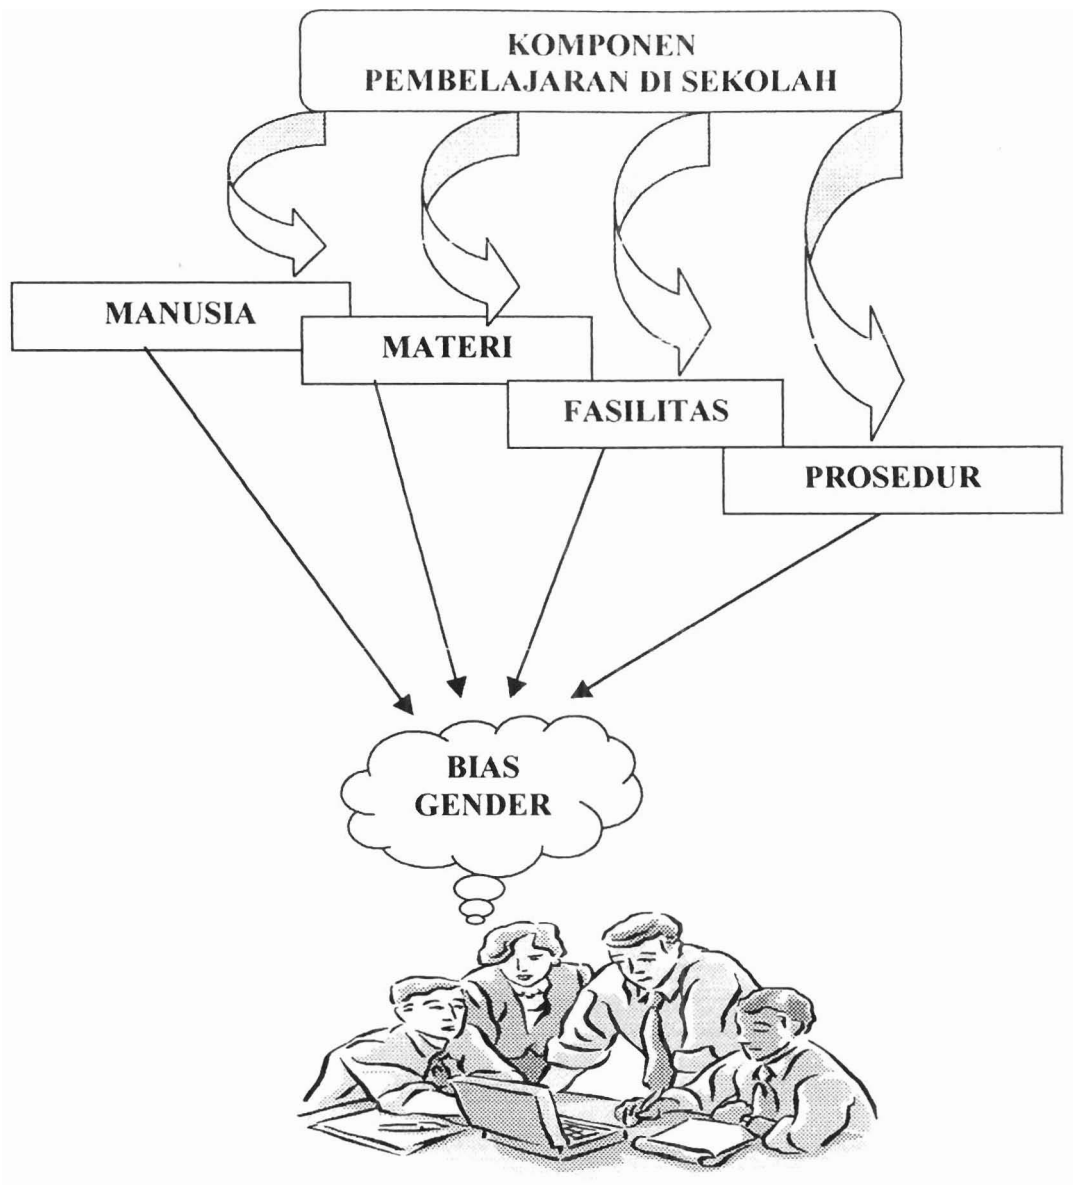 KOMPONEN
PEMBELAJARAN DI SEKOLAH
MANUSIA
MATERI
FASILITAS
PROSEDUR
BIAS
GENDER